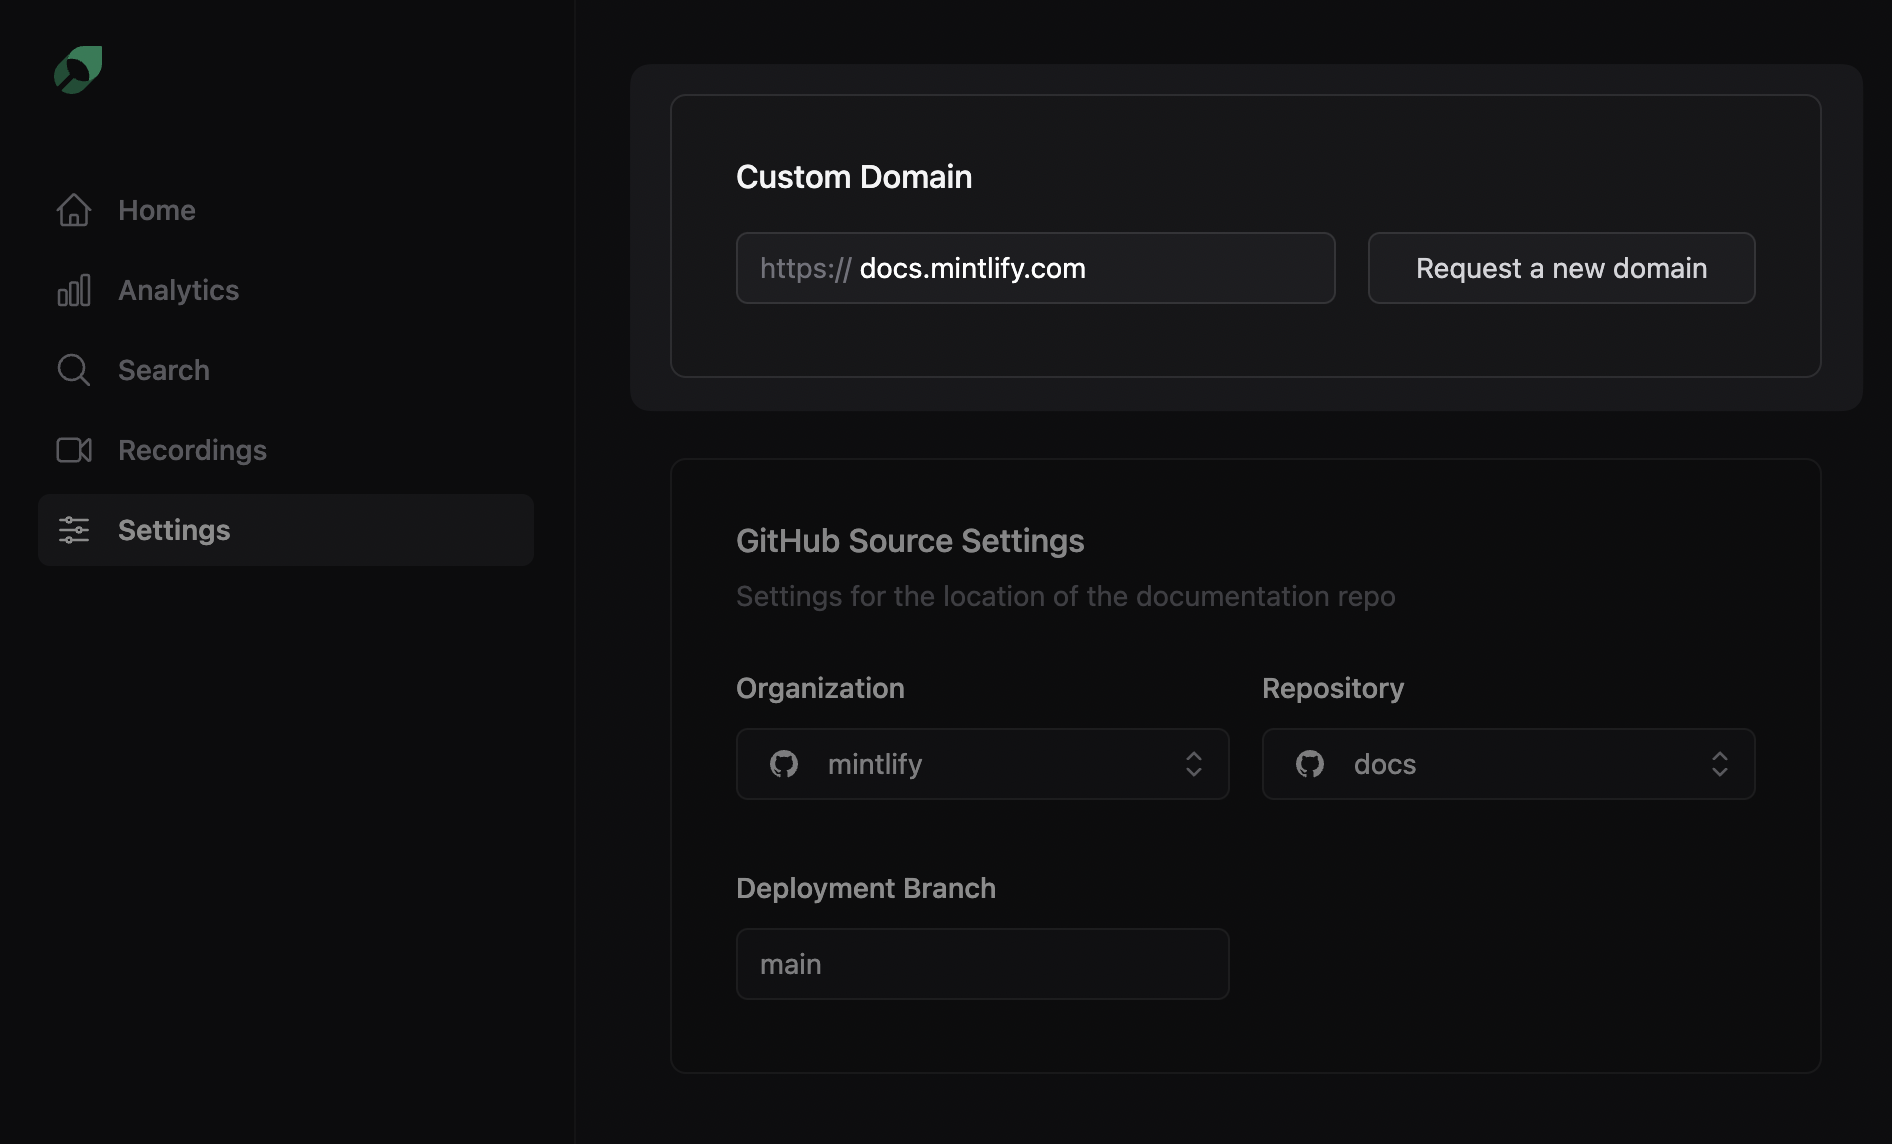 Home
Analytics
Search
Recordings
Settings
Custom Domain
https:// docs.mintlify.com
Request a new domain
GitHub Source Settings
Settings for the location of the documentation repo
Organization
Repository
mintlify
docs
Deployment Branch
main